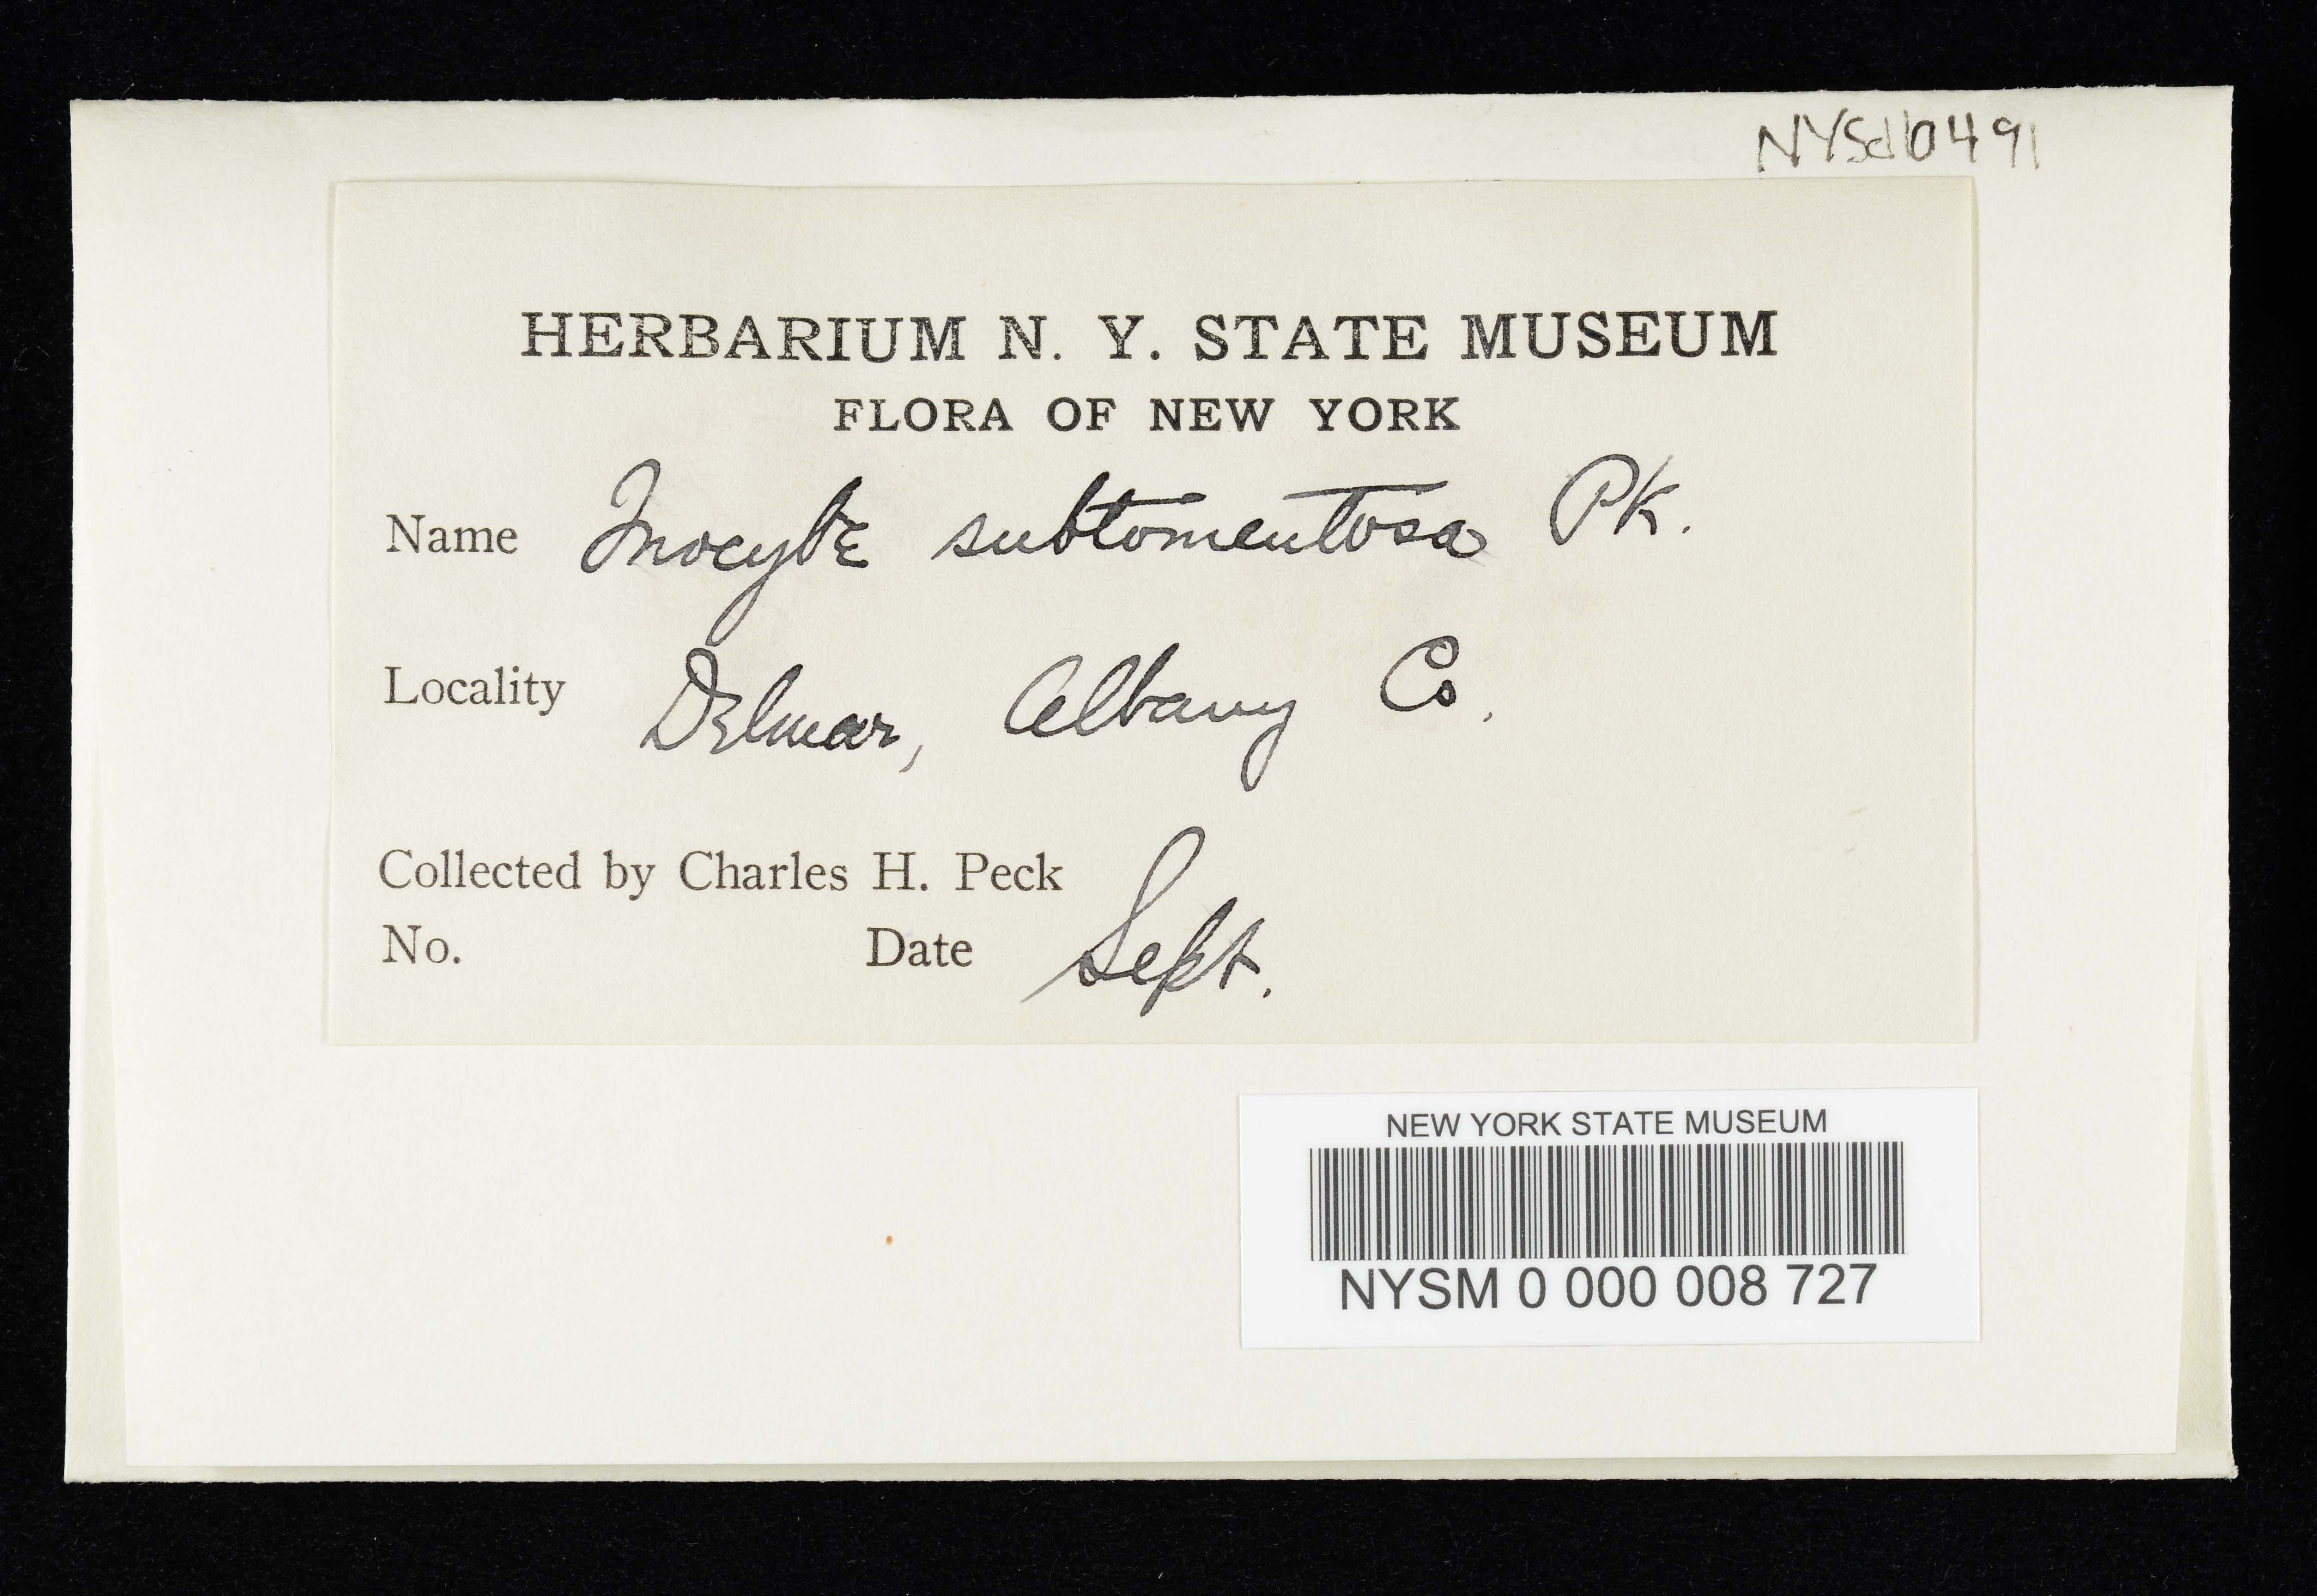 NYSd10491
HERBARIUM N. Y. STATE MUSEUM
FLORA OF NEW YORK
Name Inocybe subtomentosa Pk.
Locality Delmar, Albany Co.
Collected by Charles H. Peck
No. Date Sept.
NEW YORK STATE MUSEUM
NYSM 0 000 008 727